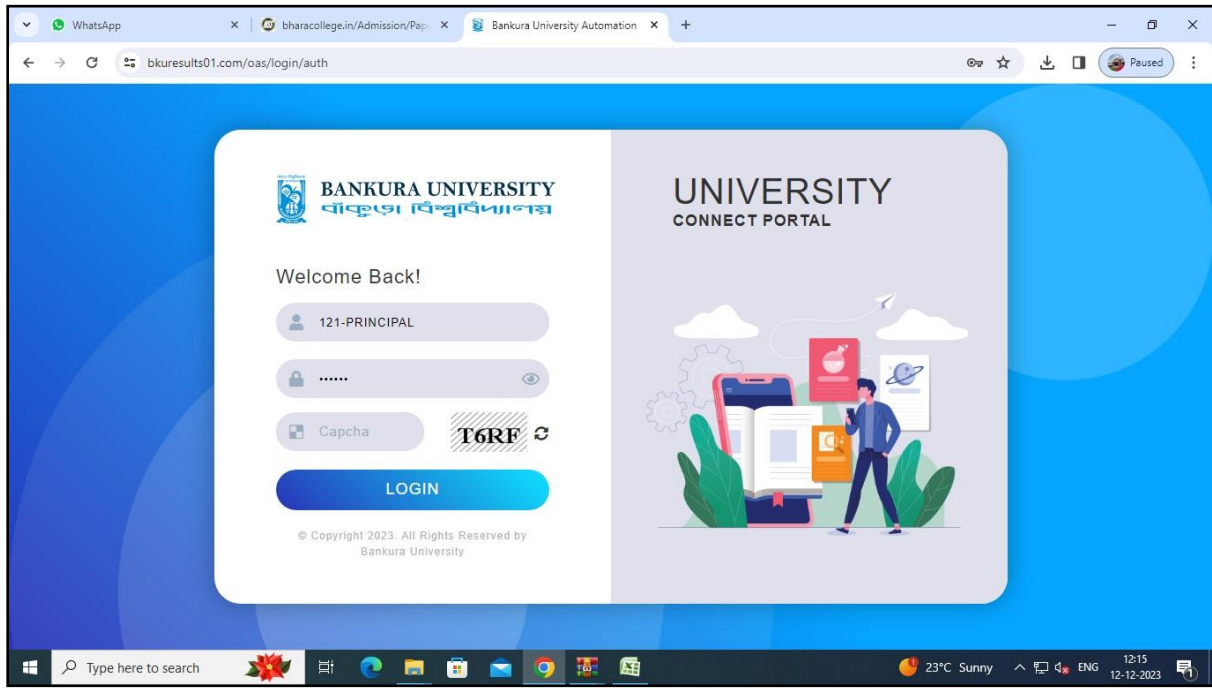 WhatsApp
bharacollege.in/Admission/Pap
Bankura University Automation
bkuresults01.com/oas/login/auth
Paused
BANKURA UNIVERSITY
বাঁকুড়া বিশ্ববিদ্যালয়
UNIVERSITY
CONNECT PORTAL
Welcome Back!
121-PRINCIPAL
••••••
Capcha
T6RF
LOGIN
© Copyright 2023. All Rights Reserved by
Bankura University
Type here to search
23°C Sunny
ENG
12:15
12-12-2023
1